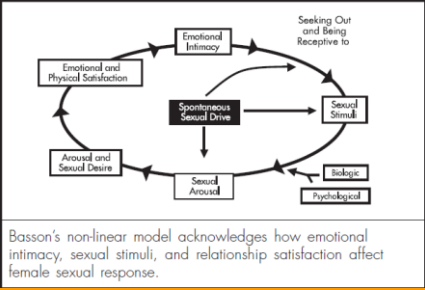 Seeking Out
and Being
Receptive to
Emotional
Intimacy
Emotional and
Physical Satisfaction
Spontaneous
Sexual Drive
Sexual
Stimuli
Arousal and
Sexual Desire
Sexual
Arousal
Biologic
Psychological
Basson's non-linear model acknowledges how emotional
intimacy, sexual stimuli, and relationship satisfaction affect
female sexual response.